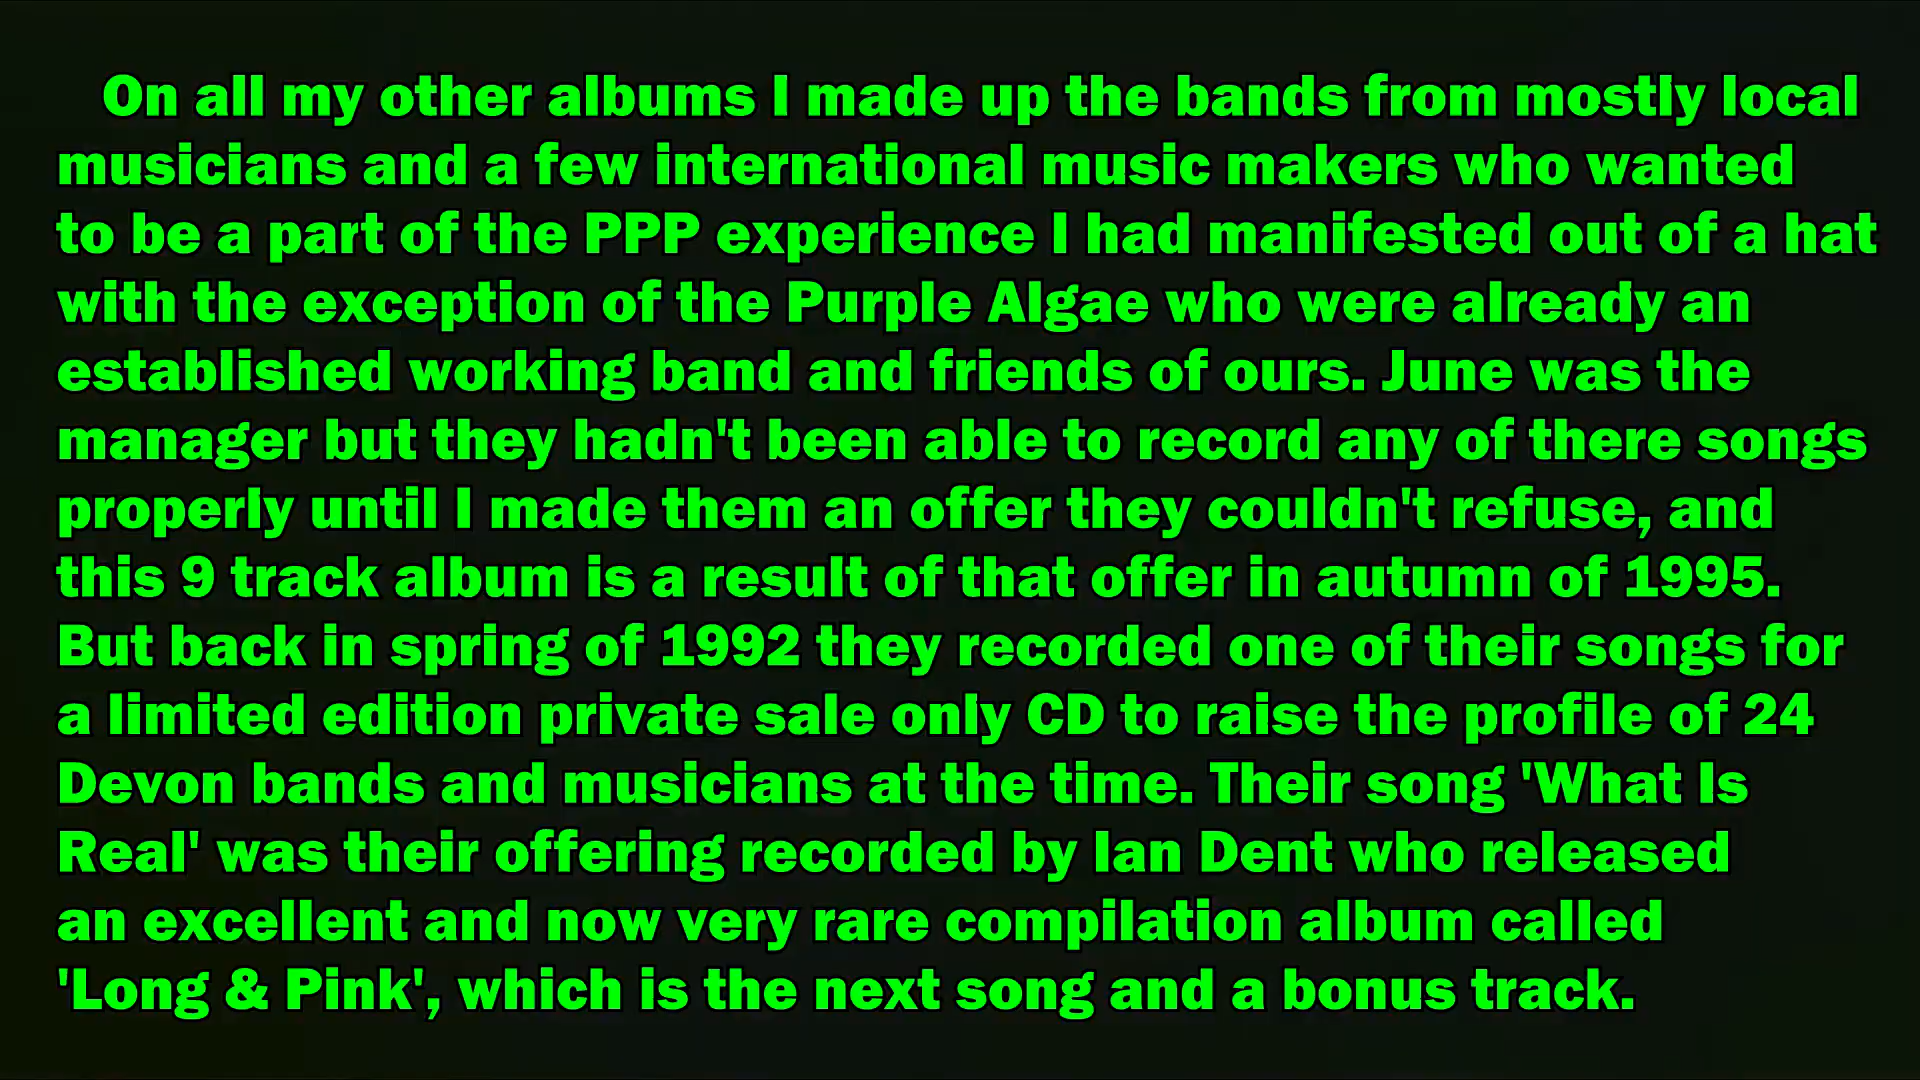 On all my other albums I made up the bands from mostly local
musicians and a few international music makers who wanted
to be a part of the PPP experience I had manifested out of a hat
with the exception of the Purple Algae who were already an
established working band and friends of ours. June was the
manager but they hadn't been able to record any of there songs
properly until I made them an offer they couldn't refuse, and
this 9 track album is a result of that offer in autumn of 1995.
But back in spring of 1992 they recorded one of their songs for
a limited edition private sale only CD to raise the profile of 24
Devon bands and musicians at the time. Their song 'What Is
Real' was their offering recorded by Ian Dent who released
an excellent and now very rare compilation album called
'Long & Pink', which is the next song and a bonus track.